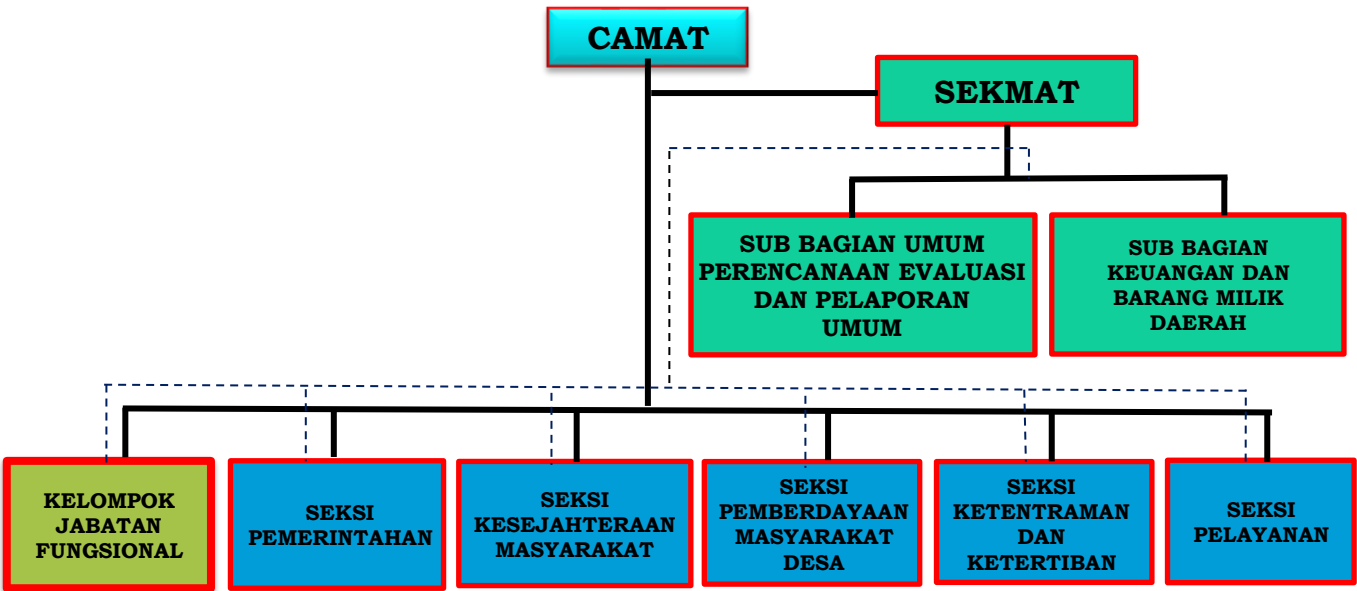 CAMAT
SEKMAT
SUB BAGIAN UMUM
PERENCANAAN EVALUASI
DAN PELAPORAN
UMUM
SUB BAGIAN
KEUANGAN DAN
BARANG MILIK
DAERAH
KELOMPOK
JABATAN
FUNGSIONAL
SEKSI
PEMERINTAHAN
SEKSI
KESEJAHTERAAN
MASYARAKAT
SEKSI
PEMBERDAYAAN
MASYARAKAT
DESA
SEKSI
KETENTRAMAN
DAN
KETERTIBAN
SEKSI
PELAYANAN